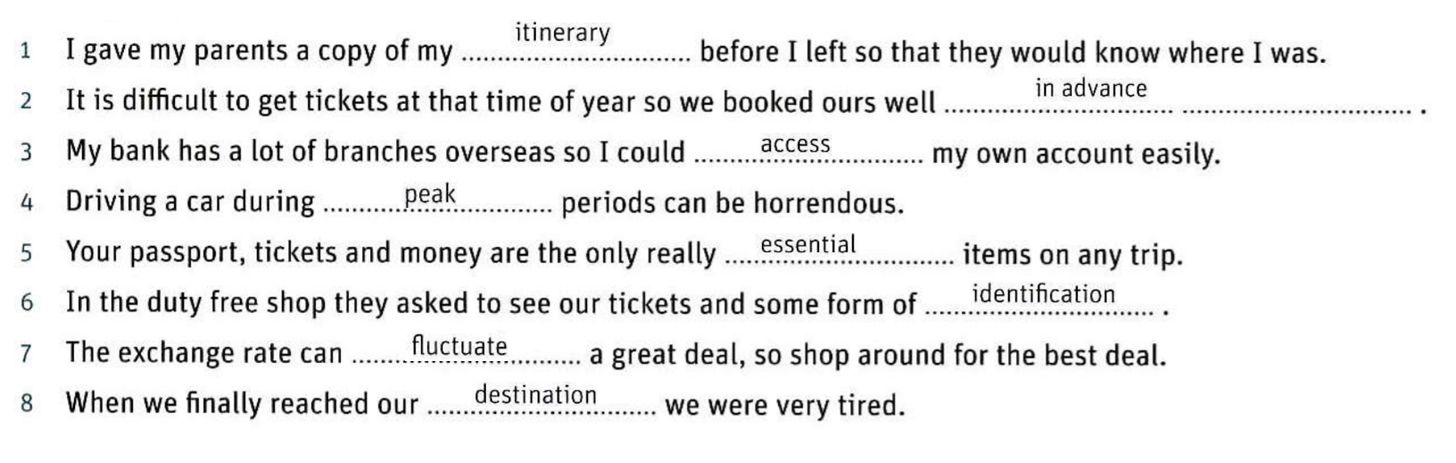 1 I gave my parents a copy of my ........itinerary........ before I left so that they would know where I was.
2 It is difficult to get tickets at that time of year so we booked ours well ........in advance........ ................ .
3 My bank has a lot of branches overseas so I could ........access........ my own account easily.
4 Driving a car during ........peak........ periods can be horrendous.
5 Your passport, tickets and money are the only really ........essential........ items on any trip.
6 In the duty free shop they asked to see our tickets and some form of ........identification........ .
7 The exchange rate can ........fluctuate........ a great deal, so shop around for the best deal.
8 When we finally reached our ........destination........ we were very tired.